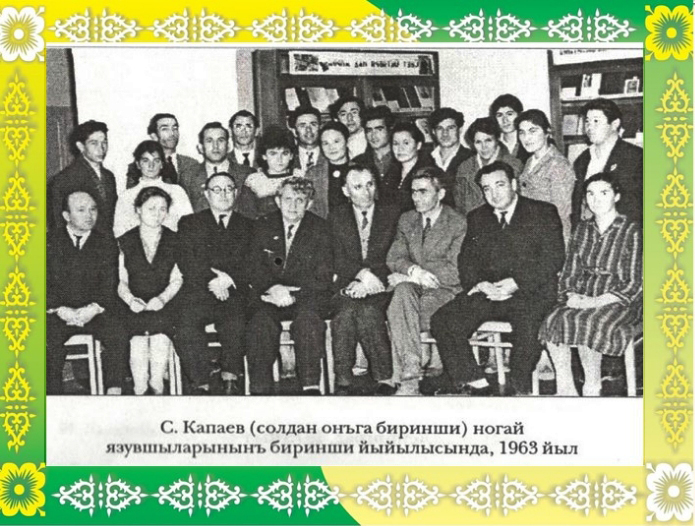 С. Капаев (солдан онъга биринши) ногай
язувшыларынынъ биринши йыйылысында, 1963 йыл